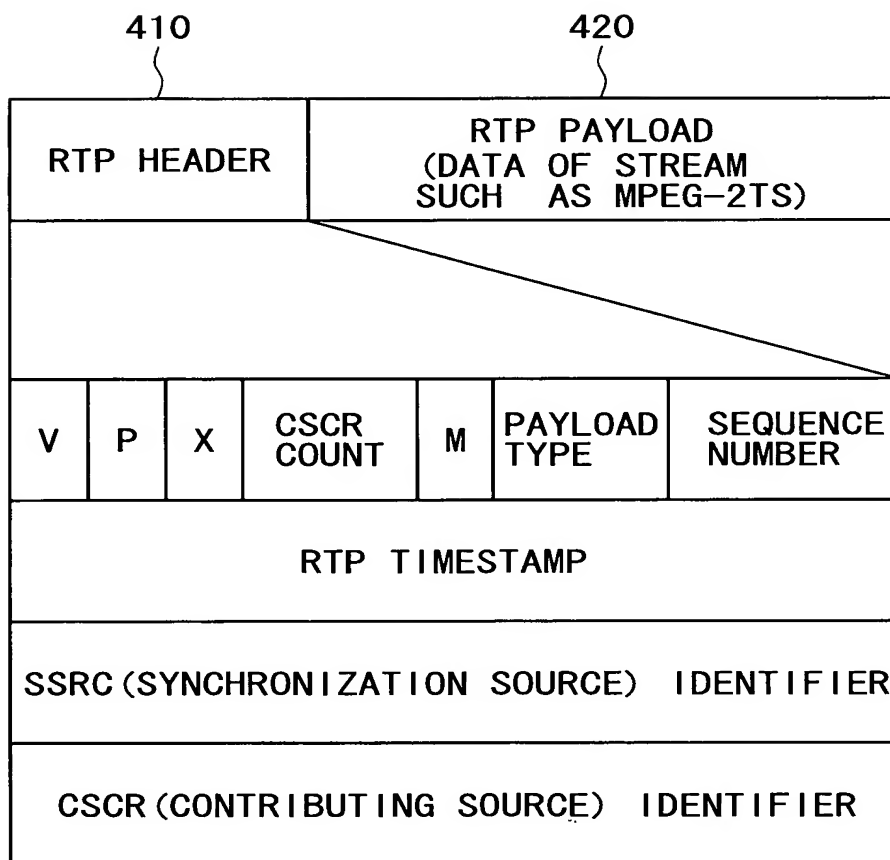 410
420
RTP HEADER
RTP PAYLOAD
(DATA OF STREAM
SUCH AS MPEG-2TS)
V
P
X
CSCR
COUNT
M
PAYLOAD
TYPE
SEQUENCE
NUMBER
RTP TIMESTAMP
SSRC(SYNCHRONIZATION SOURCE) IDENTIFIER
CSCR(CONTRIBUTING SOURCE) IDENTIFIER